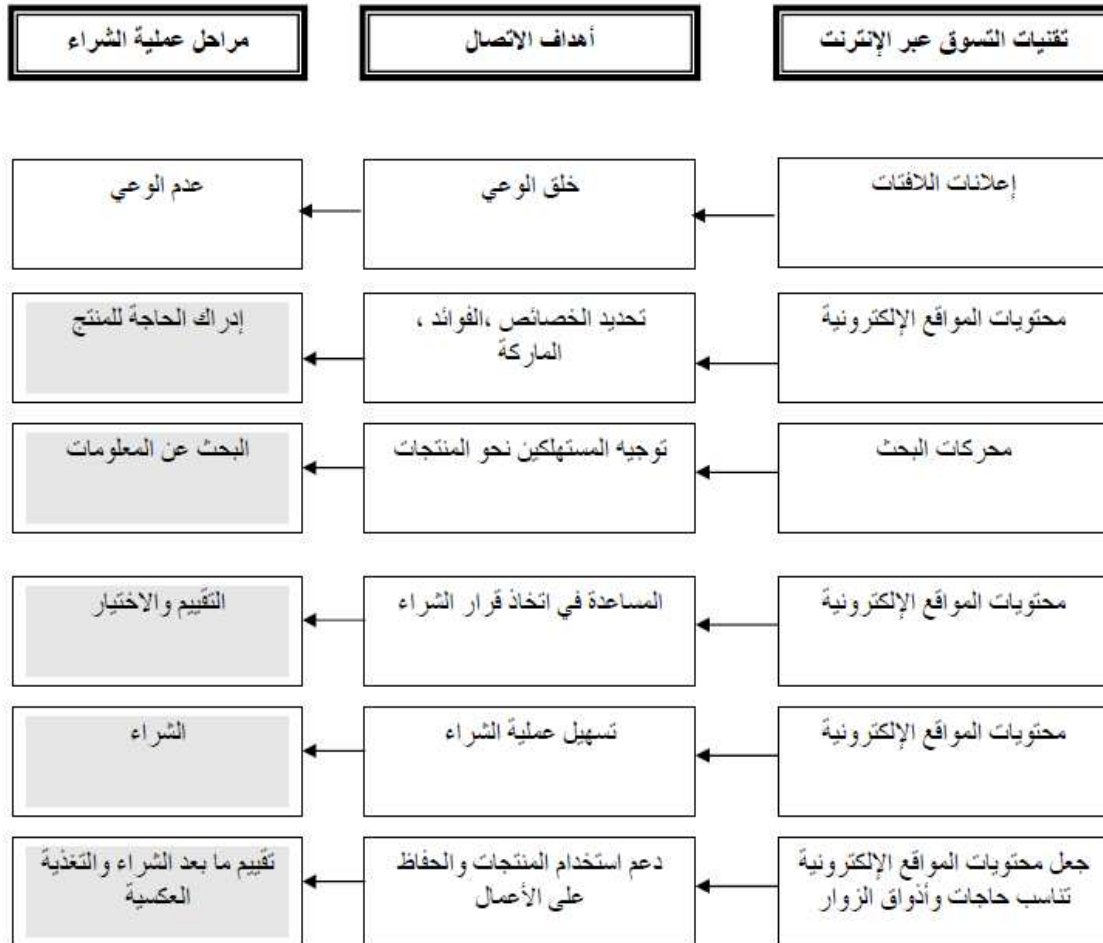 تقنيات التسوق عبر الإنترنت
أهداف الاتصال
مراحل عملية الشراء
إعلانات اللافتات
خلق الوعي
عدم الوعي
محتويات المواقع الإلكترونية
تحديد الخصائص ،الفوائد ،
الماركة
إدراك الحاجة للمنتج
محركات البحث
توجيه المستهلكين نحو المنتجات
البحث عن المعلومات
محتويات المواقع الإلكترونية
المساعدة في اتخاذ قرار الشراء
التقييم والاختيار
محتويات المواقع الإلكترونية
تسهيل عملية الشراء
الشراء
جعل محتويات المواقع الإلكترونية
تناسب حاجات وأذواق الزوار
دعم استخدام المنتجات والحفاظ
على الأعمال
تقييم ما بعد الشراء والتغذية
العكسية